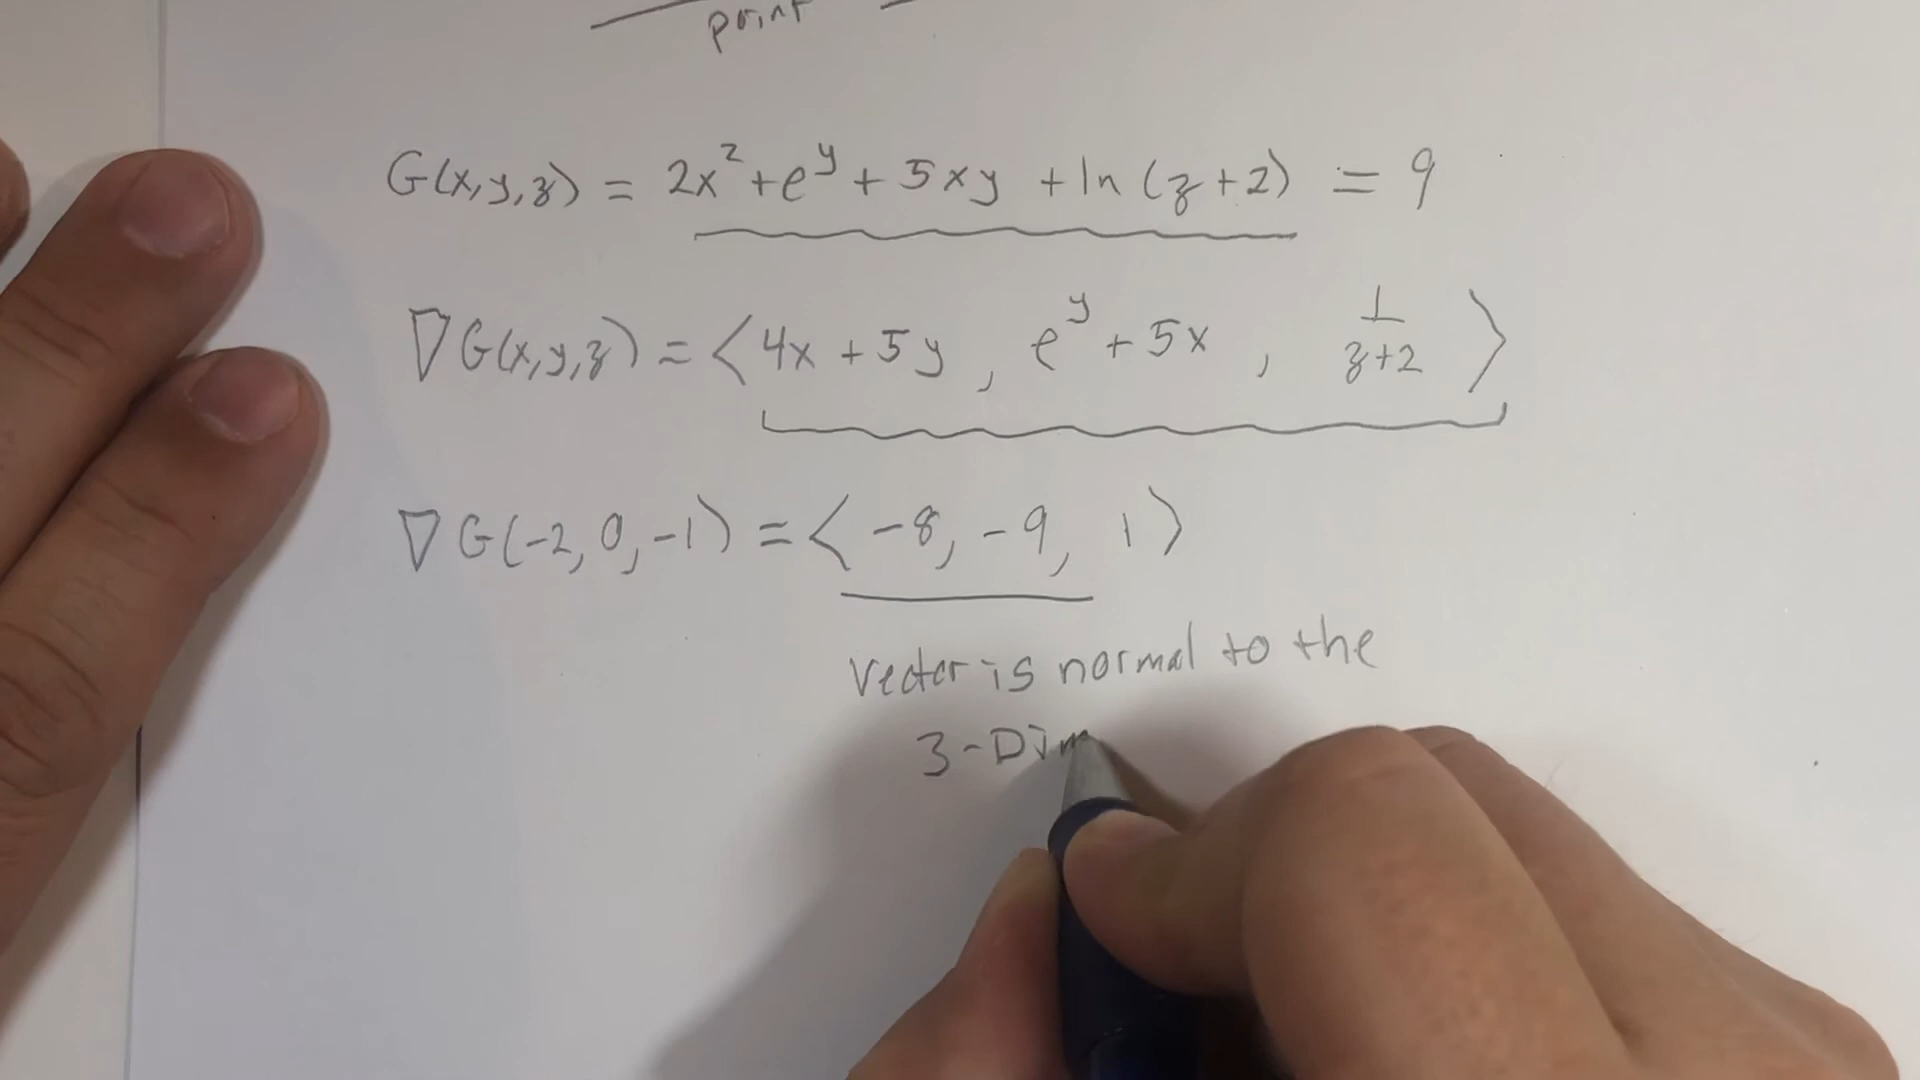 point
G(x,y,z) = 2x² + e^y + 5xy + ln(z+2) = 9
∇G(x,y,z) = ⟨4x + 5y, e^y + 5x, 1/(z+2)⟩
∇G(-2, 0, -1) = ⟨-8, -9, 1⟩
vector is normal to the
3-Dim